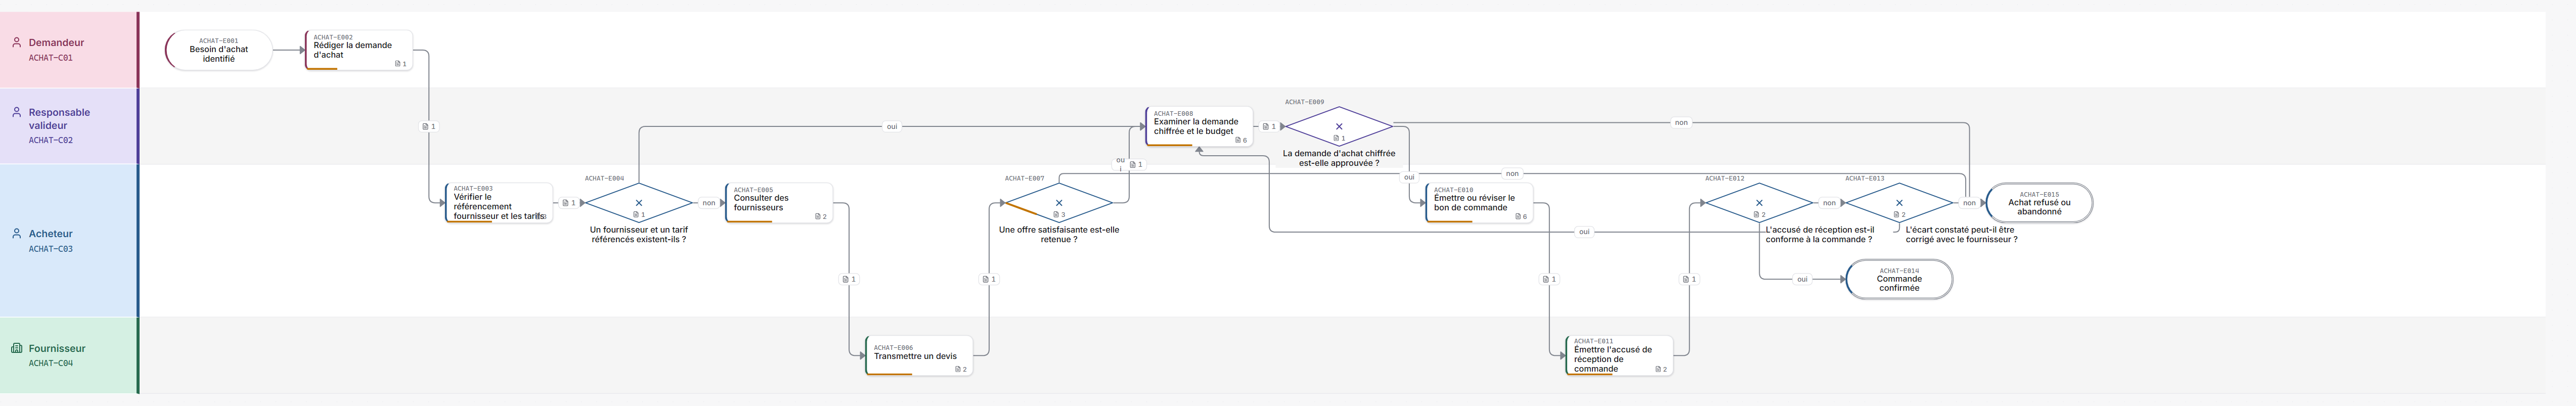 Demandeur
ACHAT-C01
ACHAT-E001
Besoin d'achat
identifié
ACHAT-E002
Rédiger la demande
d'achat
1
Responsable
valideur
ACHAT-C02
1
oui
ACHAT-E008
Examiner la demande
chiffrée et le budget
6
1
ACHAT-E009
1
La demande d'achat chiffrée
est-elle approuvée ?
non
1
Acheteur
ACHAT-C03
ACHAT-E003
Vérifier le
référencement
fournisseur et les tarifs
1
ACHAT-E004
1
Un fournisseur et un tarif
référencés existent-ils ?
non
ACHAT-E005
Consulter des
fournisseurs
2
1
1
ACHAT-E007
3
Une offre satisfaisante est-elle
retenue ?
oui
non
ACHAT-E010
Émettre ou réviser le
bon de commande
6
oui
1
1
ACHAT-E012
2
L'accusé de réception est-il
conforme à la commande ?
non
ACHAT-E013
2
L'écart constaté peut-il être
corrigé avec le fournisseur ?
non
ACHAT-E015
Achat refusé ou
abandonné
oui
ACHAT-E014
Commande
confirmée
Fournisseur
ACHAT-C04
ACHAT-E006
Transmettre un devis
2
ACHAT-E011
Émettre l'accusé de
réception de
commande
2